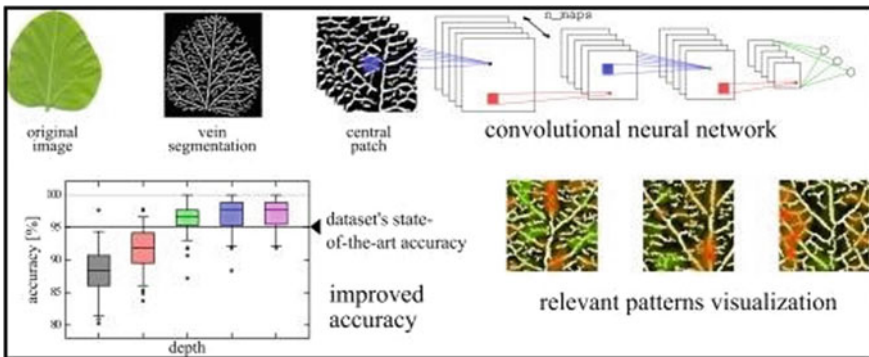 n_maps
original
image
vein
segmentation
central
patch
convolutional neural network
accuracy [%]
100
95
90
85
80
depth
dataset's state-
of-the-art accuracy
improved
accuracy
relevant patterns visualization